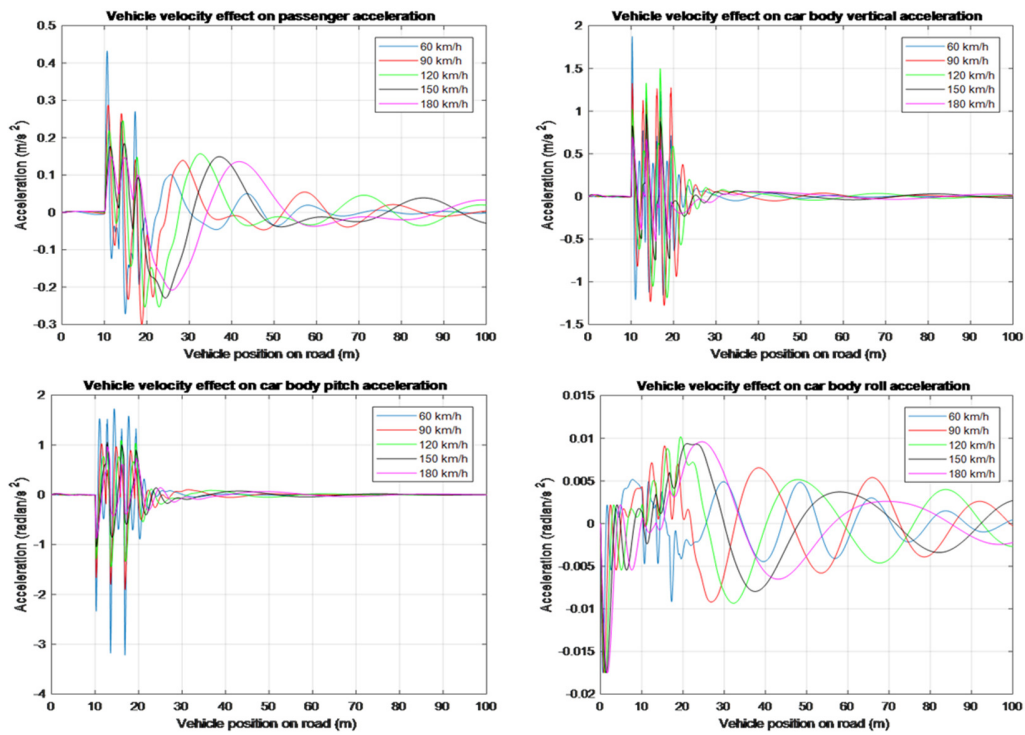 Vehicle velocity effect on passenger acceleration
0.5
0.4
0.3
0.2
0.1
0
-0.1
-0.2
-0.3
Acceleration (m/s 2)
60 km/h
90 km/h
120 km/h
150 km/h
180 km/h
0 10 20 30 40 50 60 70 80 90 100
Vehicle position on road (m)
Vehicle velocity effect on car body vertical acceleration
2
1.5
1
0.5
0
-0.5
-1
-1.5
Acceleration (m/s 2)
60 km/h
90 km/h
120 km/h
150 km/h
180 km/h
0 10 20 30 40 50 60 70 80 90 100
Vehicle position on road (m)
Vehicle velocity effect on car body pitch acceleration
2
1
0
-1
-2
-3
-4
Acceleration (radian/s 2)
60 km/h
90 km/h
120 km/h
150 km/h
180 km/h
0 10 20 30 40 50 60 70 80 90 100
Vehicle position on road (m)
Vehicle velocity effect on car body roll acceleration
0.015
0.01
0.005
0
-0.005
-0.01
-0.015
-0.02
Acceleration (radian/s 2)
60 km/h
90 km/h
120 km/h
150 km/h
180 km/h
0 10 20 30 40 50 60 70 80 90 100
Vehicle position on road (m)